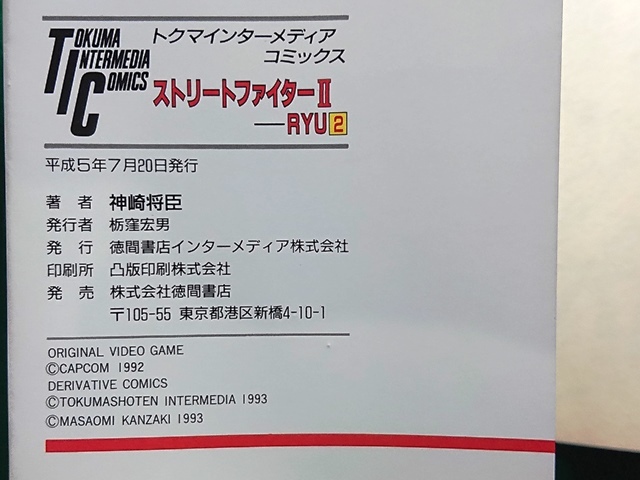 TOKUMA
INTERMEDIA
COMICS
トクマインターメディア
コミックス
ストリートファイターⅡ
—RYU2
平成5年7月20日発行
著 者 神崎将臣
発行者 栃窪宏男
発 行 徳間書店インターメディア株式会社
印刷所 凸版印刷株式会社
発 売 株式会社徳間書店
〒105-55 東京都港区新橋4-10-1
ORIGINAL VIDEO GAME
©CAPCOM 1992
DERIVATIVE COMICS
©TOKUMASHOTEN INTERMEDIA 1993
©MASAOMI KANZAKI 1993